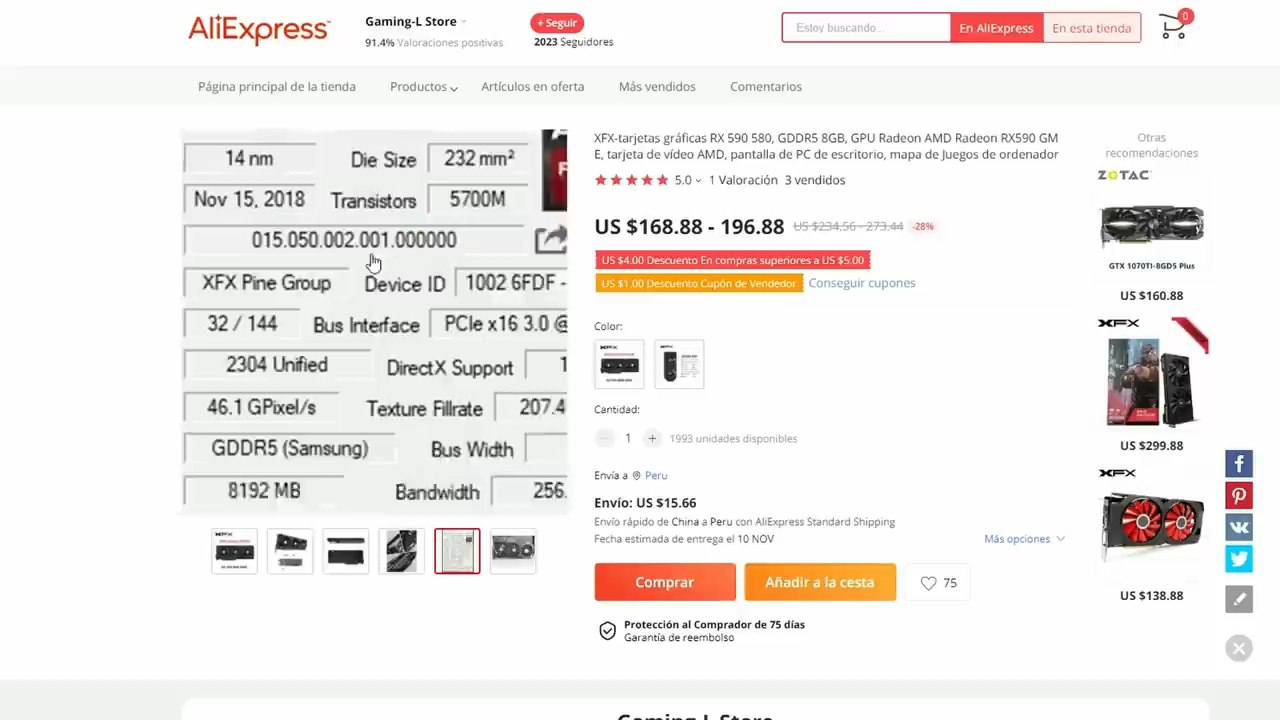 AliExpress
Gaming-L Store
+ Seguir
91.4% Valoraciones positivas
2023 Seguidores
Estoy buscando...
En AliExpress
En esta tienda
0
Página principal de la tienda
Productos
Artículos en oferta
Más vendidos
Comentarios
14 nm Die Size 232 mm²
Nov 15, 2018 Transistors 5700M
015.050.002.001.000000
XFX Pine Group Device ID 1002 6FDF -
32 / 144 Bus Interface PCIe x16 3.0 @
2304 Unified DirectX Support 1
46.1 GPixel/s Texture Fillrate 207.4
GDDR5 (Samsung) Bus Width
8192 MB Bandwidth 256.
XFX-tarjetas gráficas RX 590 580, GDDR5 8GB, GPU Radeon AMD Radeon RX590 GM
E, tarjeta de vídeo AMD, pantalla de PC de escritorio, mapa de Juegos de ordenador
5.0 1 Valoración 3 vendidos
US $168.88 - 196.88 US $234.56 - 273.44 -28%
US $4.00 Descuento En compras superiores a US $5.00
US $1.00 Descuento Cupón de Vendedor Conseguir cupones
Color:
XFX
Cantidad:
1 1993 unidades disponibles
Envía a Peru
Envío: US $15.66
Envío rápido de China a Peru con AliExpress Standard Shipping
Fecha estimada de entrega el 10 NOV
Más opciones
Comprar
Añadir a la cesta
75
Protección al Comprador de 75 días
Garantía de reembolso
Otras
recomendaciones
ZOTAC
GTX 1070TI-8GD5 Plus
US $160.88
XFX
US $299.88
XFX
US $138.88
Gaming-L Store